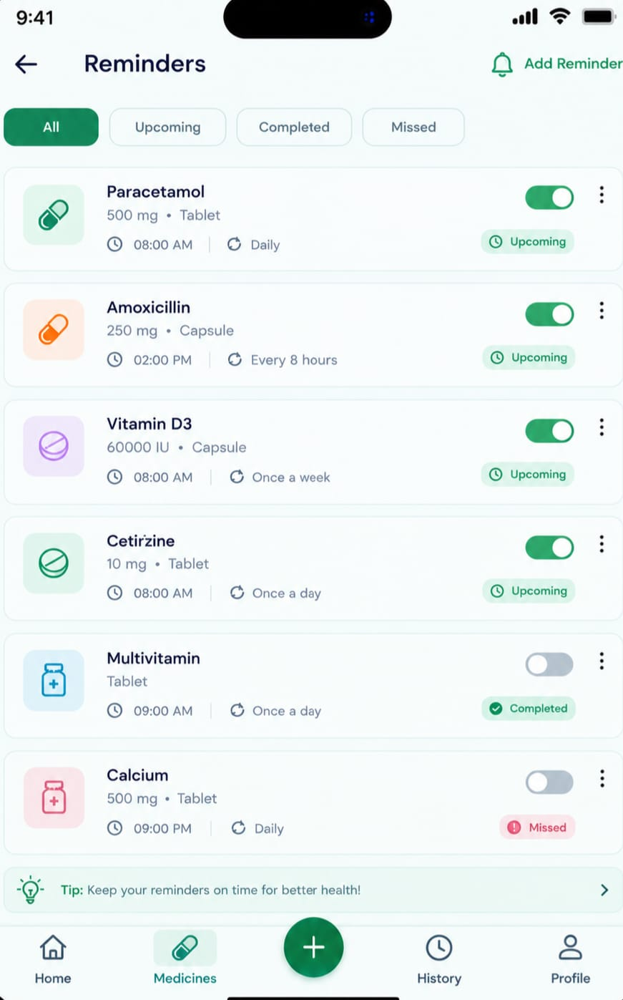 9:41
Reminders
Add Reminder
All
Upcoming
Completed
Missed
Paracetamol
500 mg • Tablet
08:00 AM
Daily
Upcoming
Amoxicillin
250 mg • Capsule
02:00 PM
Every 8 hours
Upcoming
Vitamin D3
60000 IU • Capsule
08:00 AM
Once a week
Upcoming
Cetirzine
10 mg • Tablet
08:00 AM
Once a day
Upcoming
Multivitamin
Tablet
09:00 AM
Once a day
Completed
Calcium
500 mg • Tablet
09:00 PM
Daily
Missed
Tip: Keep your reminders on time for better health!
Home
Medicines
History
Profile